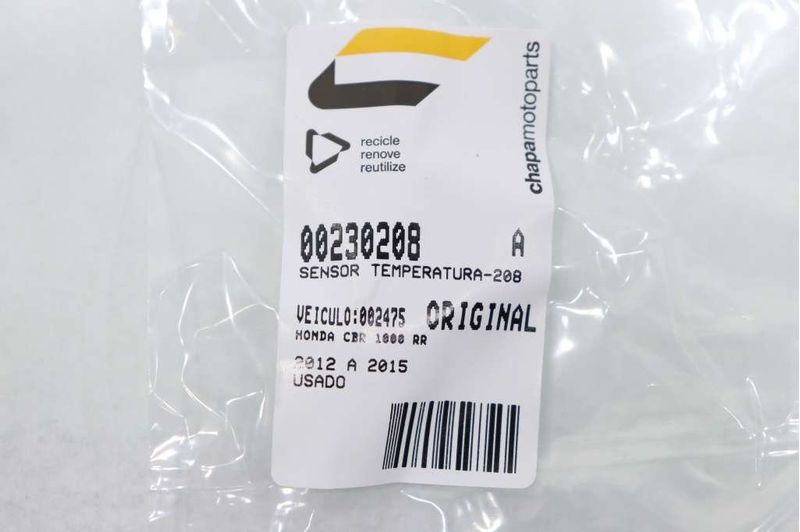 chapamotoparts
recicle
renove
reutilize
00230208 A
SENSOR TEMPERATURA-208
VEICULO:002475 ORIGINAL
HONDA CBR 1000 RR
2012 A 2015
USADO